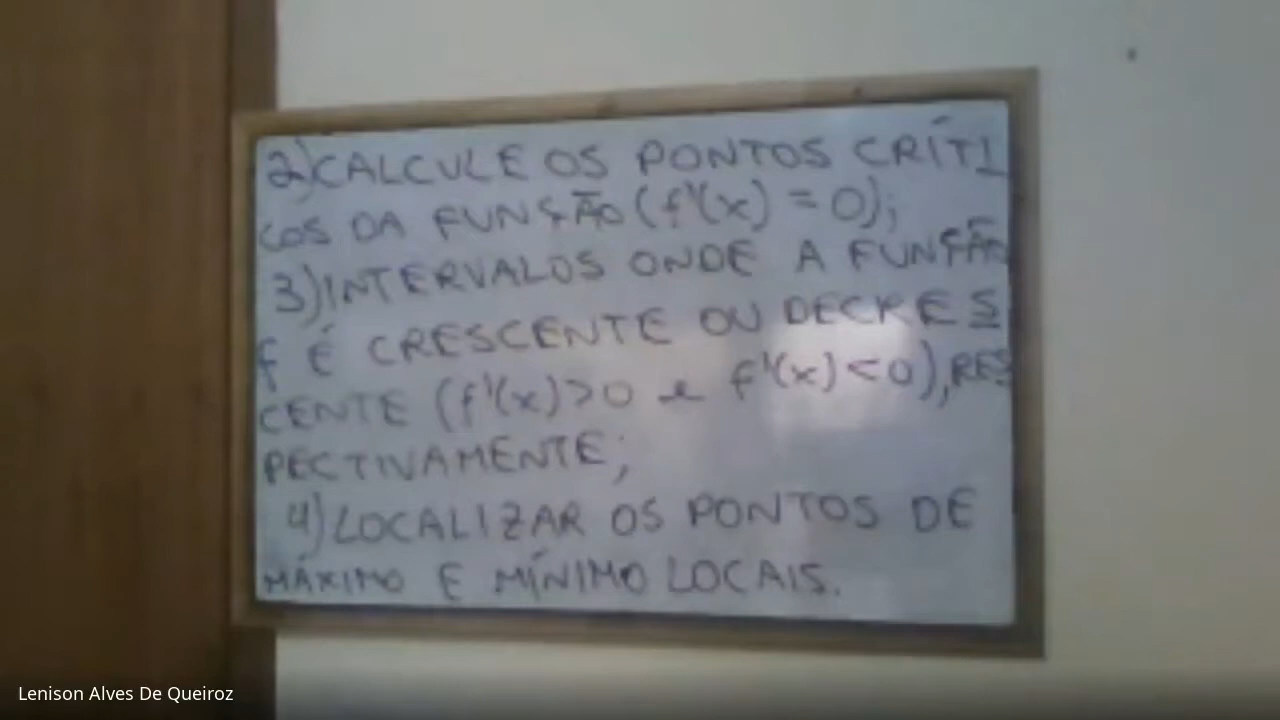 2)CALCULE OS PONTOS CRÍTI
COS DA FUNÇÃO (f'(x) = 0);
3)INTERVALOS ONDE A FUNÇÃO
f É CRESCENTE OU DECRES
CENTE (f'(x)>0 e f'(x)<0),RES
PECTIVAMENTE;
4)LOCALIZAR OS PONTOS DE
MÁXIMO E MÍNIMO LOCAIS.
Lenison Alves De Queiroz